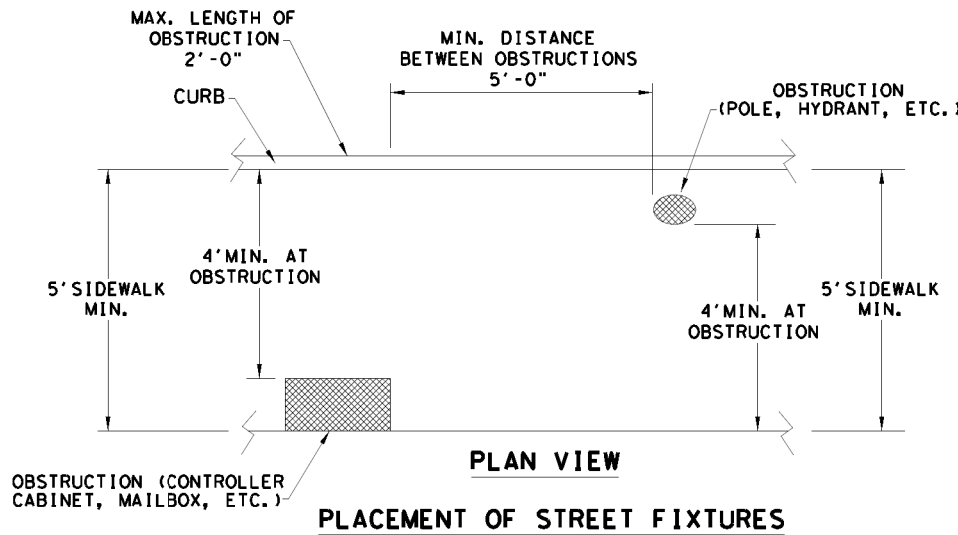 MAX. LENGTH OF
OBSTRUCTION
2'-0"
MIN. DISTANCE
BETWEEN OBSTRUCTIONS
5'-0"
CURB
OBSTRUCTION
(POLE, HYDRANT, ETC.)
4' MIN. AT
OBSTRUCTION
5' SIDEWALK
MIN.
4' MIN. AT
OBSTRUCTION
5' SIDEWALK
MIN.
OBSTRUCTION (CONTROLLER
CABINET, MAILBOX, ETC.)
PLAN VIEW
PLACEMENT OF STREET FIXTURES